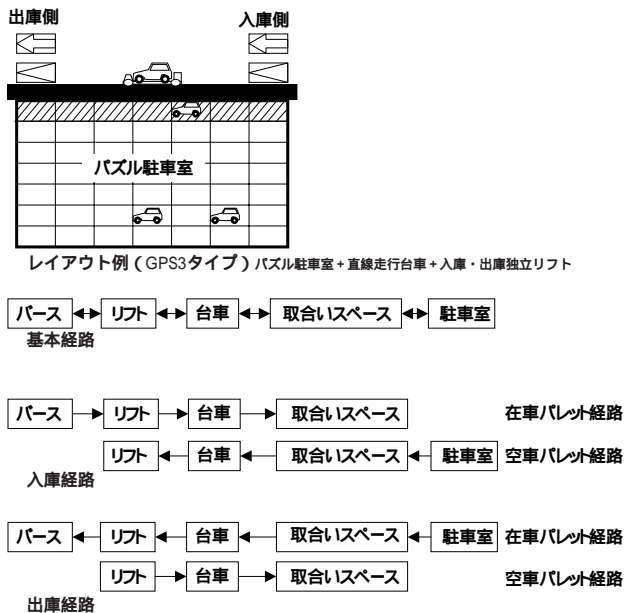 出庫側 入庫側
パズル駐車室
レイアウト例（GPS3タイプ）パズル駐車室＋直線走行台車＋入庫・出庫独立リフト
バース リフト 台車 取合いスペース 駐車室
基本経路
バース リフト 台車 取合いスペース 在車パレット経路
リフト 台車 取合いスペース 駐車室 空車パレット経路
入庫経路
バース リフト 台車 取合いスペース 駐車室 在車パレット経路
リフト 台車 取合いスペース 空車パレット経路
出庫経路